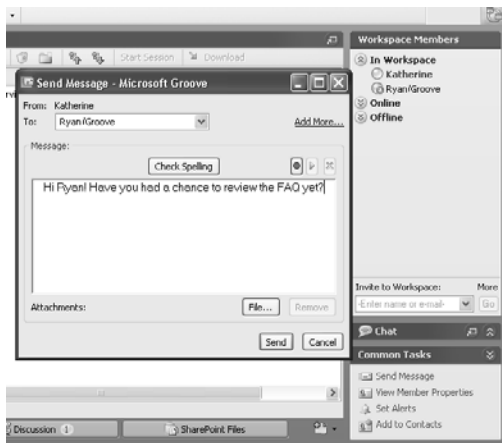 Workspace Members
Start Session Download
In Workspace
Katherine
Ryan/Groove
Online
Offline
Send Message - Microsoft Groove
From: Katherine
To: Ryan/Groove
Add More...
Message:
Check Spelling
Hi Ryan! Have you had a chance to review the FAQ yet?
Attachments:
File...
Remove
Send
Cancel
Invite to Workspace: More
-Enter name or e-mail- Go
Chat
Common Tasks
Send Message
View Member Properties
Set Alerts
Add to Contacts
Discussion 1
SharePoint Files